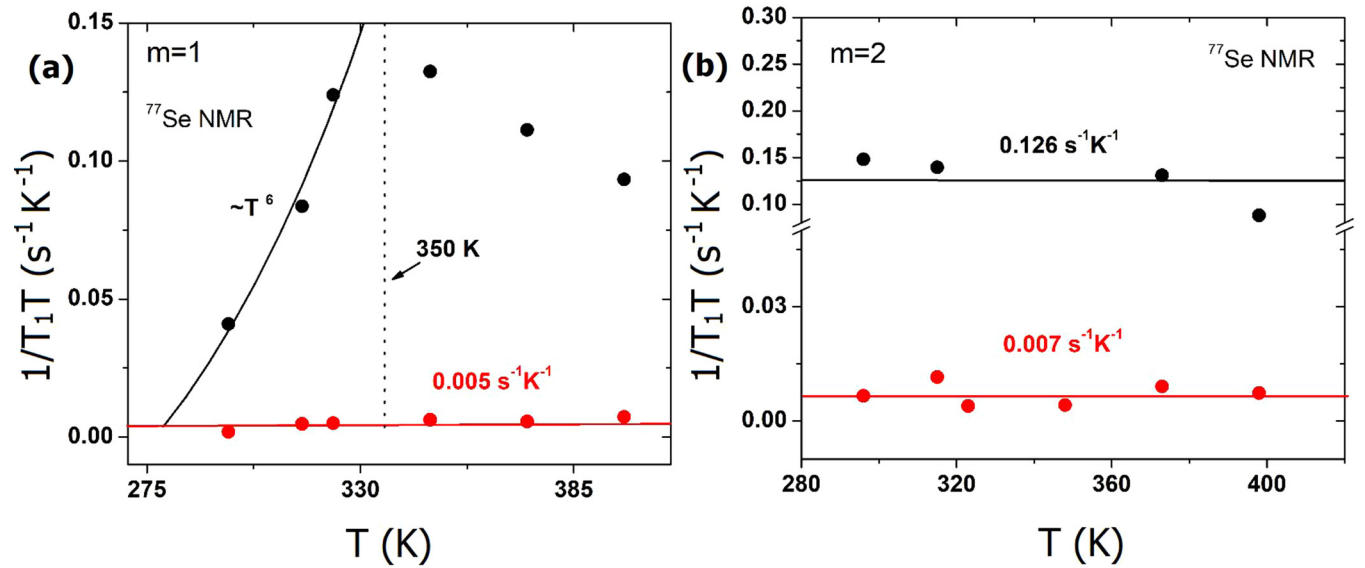 (a)
m=1
⁷⁷Se NMR
~T ⁶
350 K
0.005 s⁻¹K⁻¹
0.15
0.10
0.05
0.00
275
330
385
1/T₁T (s⁻¹ K⁻¹)
T (K)
(b)
m=2
⁷⁷Se NMR
0.126 s⁻¹K⁻¹
0.007 s⁻¹K⁻¹
0.30
0.25
0.20
0.15
0.10
0.03
0.00
280
320
360
400
1/T₁T (s⁻¹ K⁻¹)
T (K)